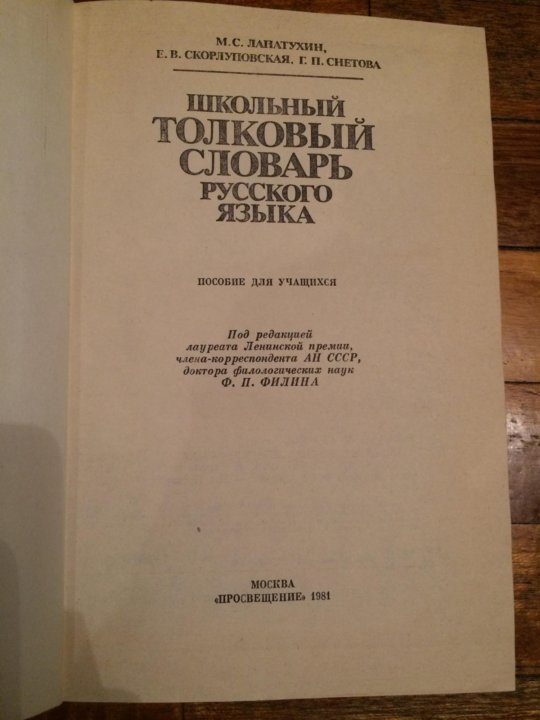 М. С. ЛАПАТУХИН,
Е. В. СКОРЛУПОВСКАЯ, Г. П. СНЕТОВА
ШКОЛЬНЫЙ
ТОЛКОВЫЙ
СЛОВАРЬ
РУССКОГО
ЯЗЫКА
ПОСОБИЕ ДЛЯ УЧАЩИХСЯ
Под редакцией
лауреата Ленинской премии,
члена-корреспондента АН СССР,
доктора филологических наук
Ф. П. ФИЛИНА
МОСКВА
«ПРОСВЕЩЕНИЕ» 1981